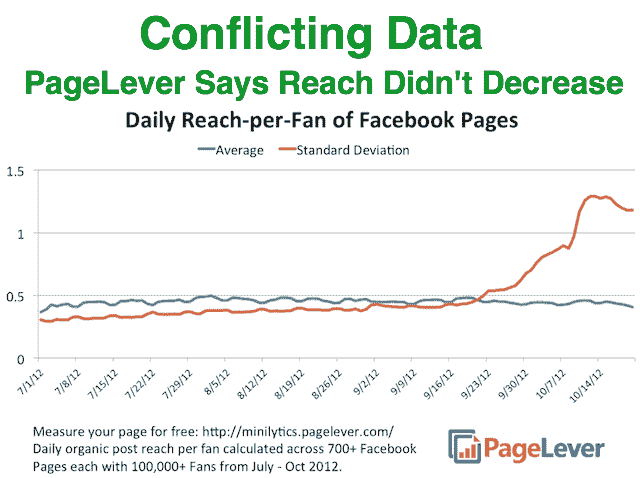 Conflicting Data
PageLever Says Reach Didn't Decrease
Daily Reach-per-Fan of Facebook Pages
Average Standard Deviation
1.5
1
0.5
0
7/1/12 7/8/12 7/15/12 7/22/12 7/29/12 8/5/12 8/12/12 8/19/12 8/26/12 9/2/12 9/9/12 9/16/12 9/23/12 9/30/12 10/7/12 10/14/12
Measure your page for free: http://minilytics.pagelever.com/
Daily organic post reach per fan calculated across 700+ Facebook
Pages each with 100,000+ Fans from July - Oct 2012.
PageLever